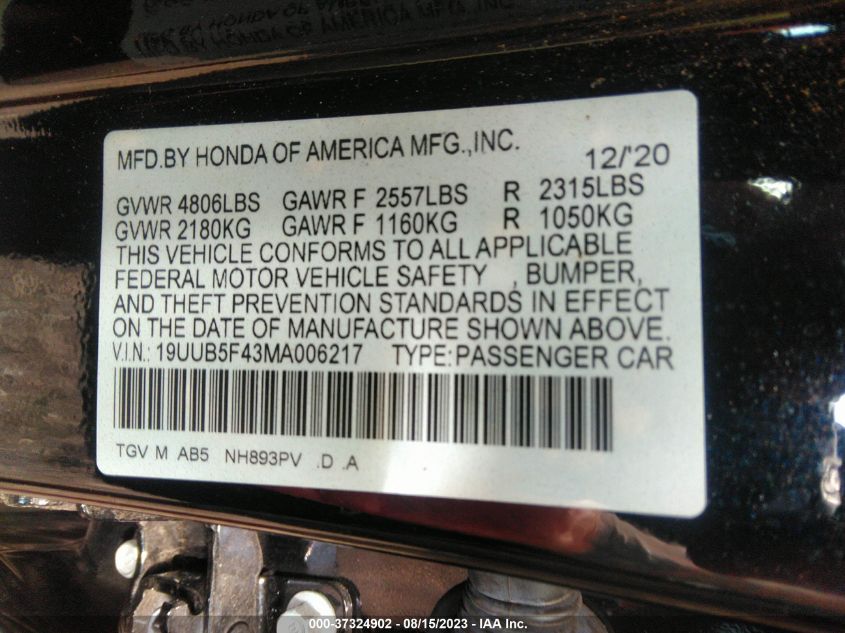 MFD.BY HONDA OF AMERICA MFG.,INC. 12/'20
GVWR 4806LBS GAWR F 2557LBS R 2315LBS
GVWR 2180KG GAWR F 1160KG R 1050KG
THIS VEHICLE CONFORMS TO ALL APPLICABLE
FEDERAL MOTOR VEHICLE SAFETY , BUMPER,
AND THEFT PREVENTION STANDARDS IN EFFECT
ON THE DATE OF MANUFACTURE SHOWN ABOVE.
V.I.N.: 19UUB5F43MA006217 TYPE:PASSENGER CAR
TGV M AB5 NH893PV .D .A
000-37324902 - 08/15/2023 - IAA Inc.